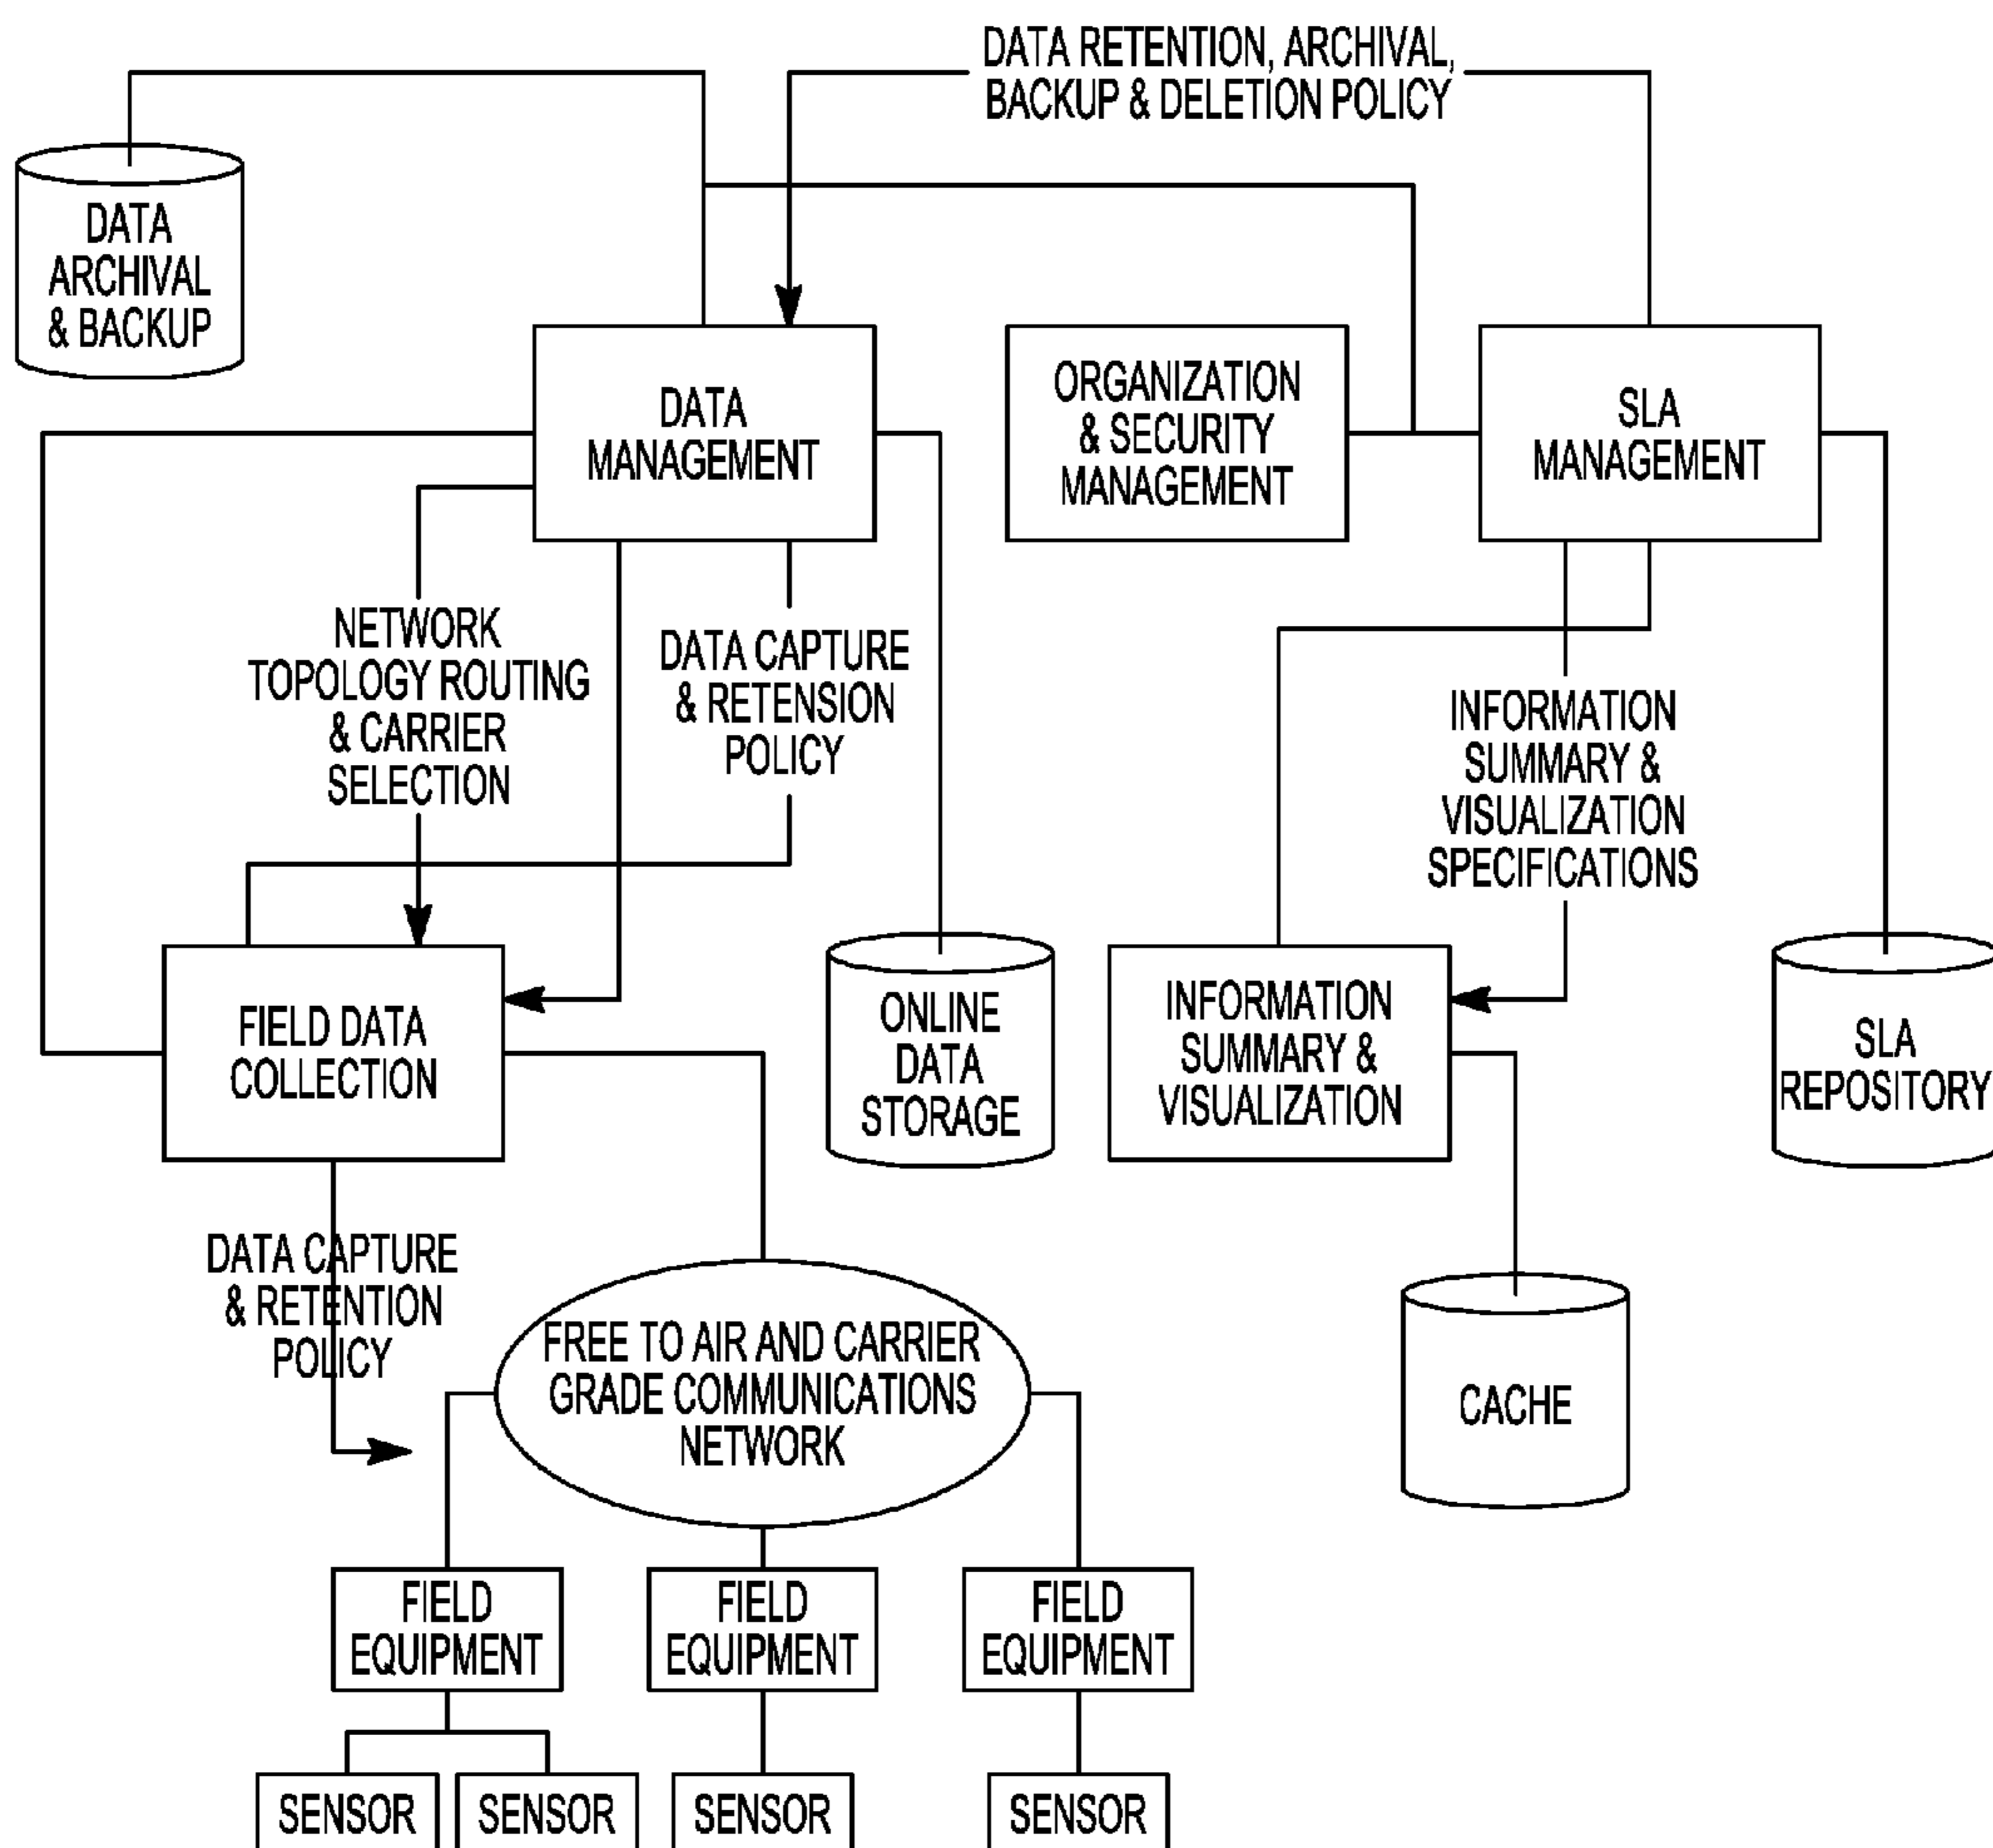 DATA RETENTION, ARCHIVAL,
BACKUP & DELETION POLICY
DATA
ARCHIVAL
& BACKUP
DATA
MANAGEMENT
ORGANIZATION
& SECURITY
MANAGEMENT
SLA
MANAGEMENT
NETWORK
TOPOLOGY ROUTING
& CARRIER
SELECTION
DATA CAPTURE
& RETENSION
POLICY
INFORMATION
SUMMARY &
VISUALIZATION
SPECIFICATIONS
FIELD DATA
COLLECTION
ONLINE
DATA
STORAGE
INFORMATION
SUMMARY &
VISUALIZATION
SLA
REPOSITORY
DATA CAPTURE
& RETENTION
POLICY
FREE TO AIR AND CARRIER
GRADE COMMUNICATIONS
NETWORK
CACHE
FIELD
EQUIPMENT
FIELD
EQUIPMENT
FIELD
EQUIPMENT
SENSOR
SENSOR
SENSOR
SENSOR